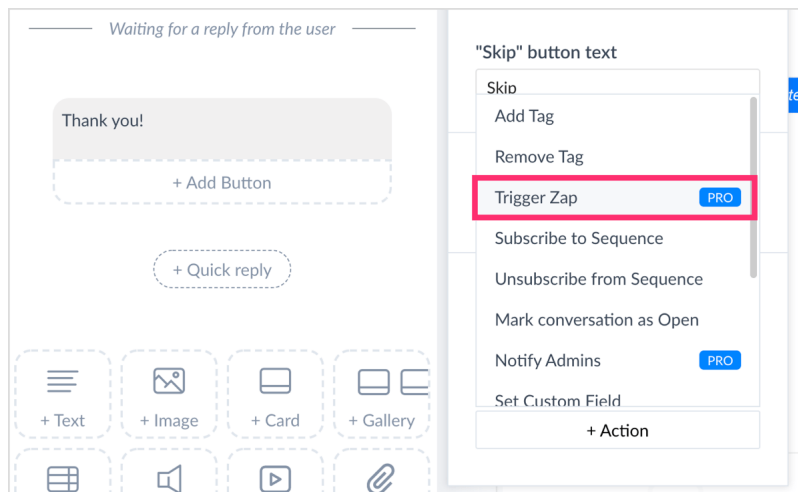 Waiting for a reply from the user
Thank you!
+ Add Button
+ Quick reply
+ Text
+ Image
+ Card
+ Gallery
"Skip" button text
Skip
Add Tag
Remove Tag
Trigger Zap PRO
Subscribe to Sequence
Unsubscribe from Sequence
Mark conversation as Open
Notify Admins PRO
Set Custom Field
+ Action